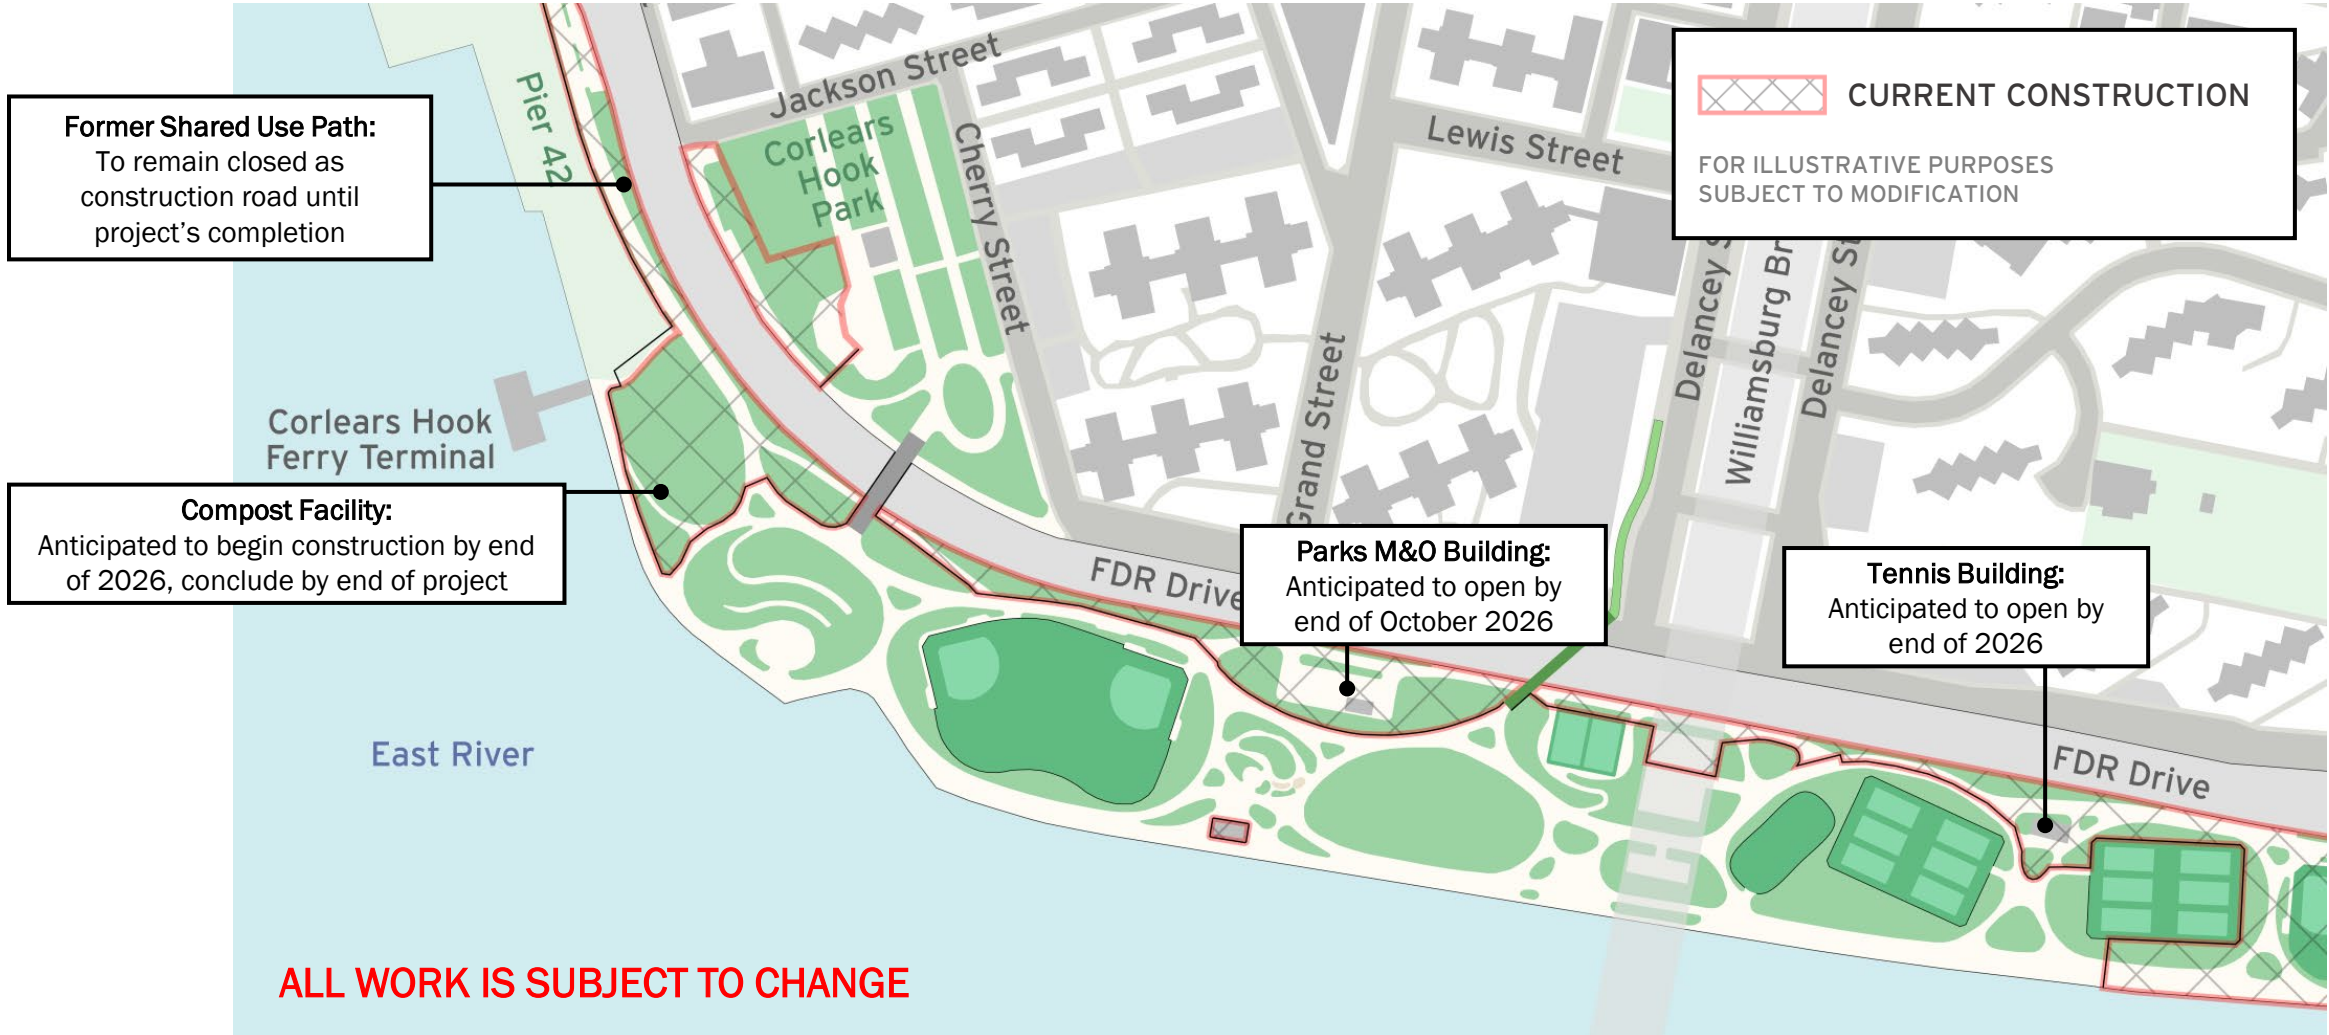 Pier 42
Jackson Street
Corlears
Hook
Park
Cherry Street
Lewis Street
CURRENT CONSTRUCTION
FOR ILLUSTRATIVE PURPOSES
SUBJECT TO MODIFICATION
Former Shared Use Path:
To remain closed as
construction road until
project's completion
Delancey S
Williamsburg Br
Delancey St
Grand Street
Corlears Hook
Ferry Terminal
Compost Facility:
Anticipated to begin construction by end
of 2026, conclude by end of project
FDR Drive
Parks M&O Building:
Anticipated to open by
end of October 2026
Tennis Building:
Anticipated to open by
end of 2026
FDR Drive
East River
ALL WORK IS SUBJECT TO CHANGE